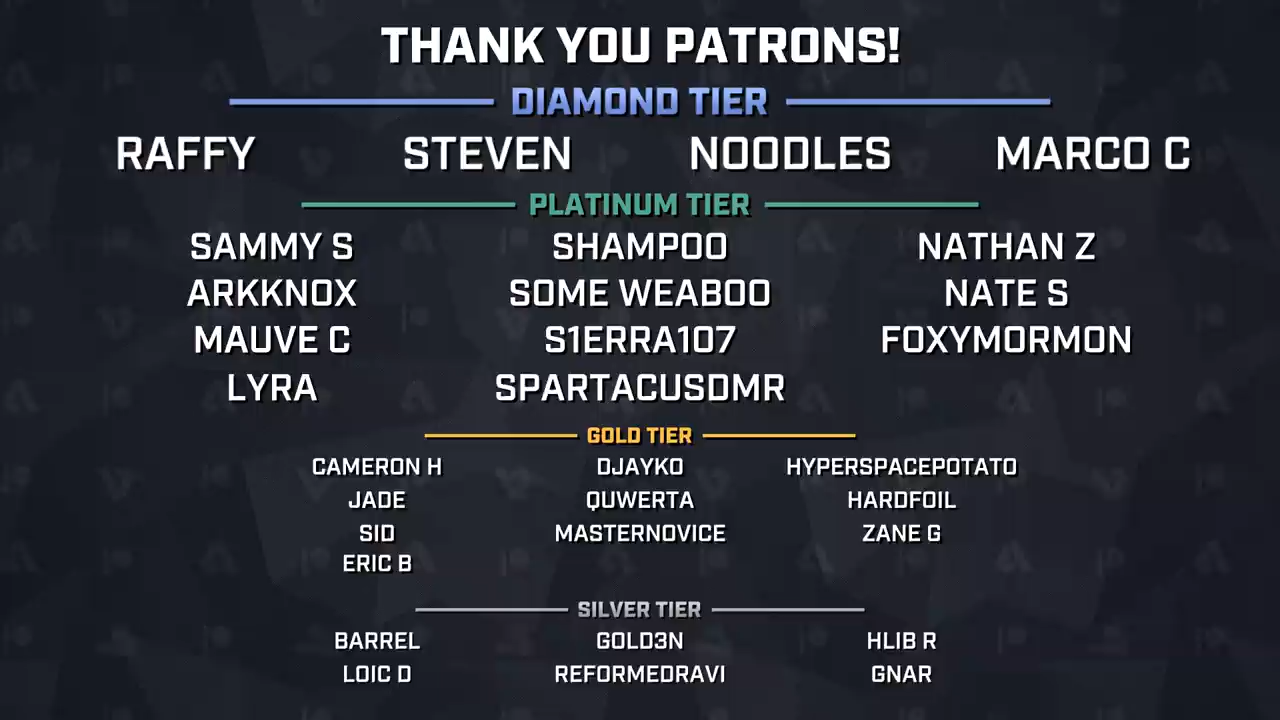 THANK YOU PATRONS!
DIAMOND TIER
RAFFY STEVEN NOODLES MARCO C
PLATINUM TIER
SAMMY S SHAMPOO NATHAN Z
ARKKNOX SOME WEABOO NATE S
MAUVE C S1ERRA107 FOXYMORMON
LYRA SPARTACUSDMR
GOLD TIER
CAMERON H DJAYKO HYPERSPACEPOTATO
JADE QUWERTA HARDFOIL
SID MASTERNOVICE ZANE G
ERIC B
SILVER TIER
BARREL GOLD3N HLIB R
LOIC D REFORMEDRAVI GNAR